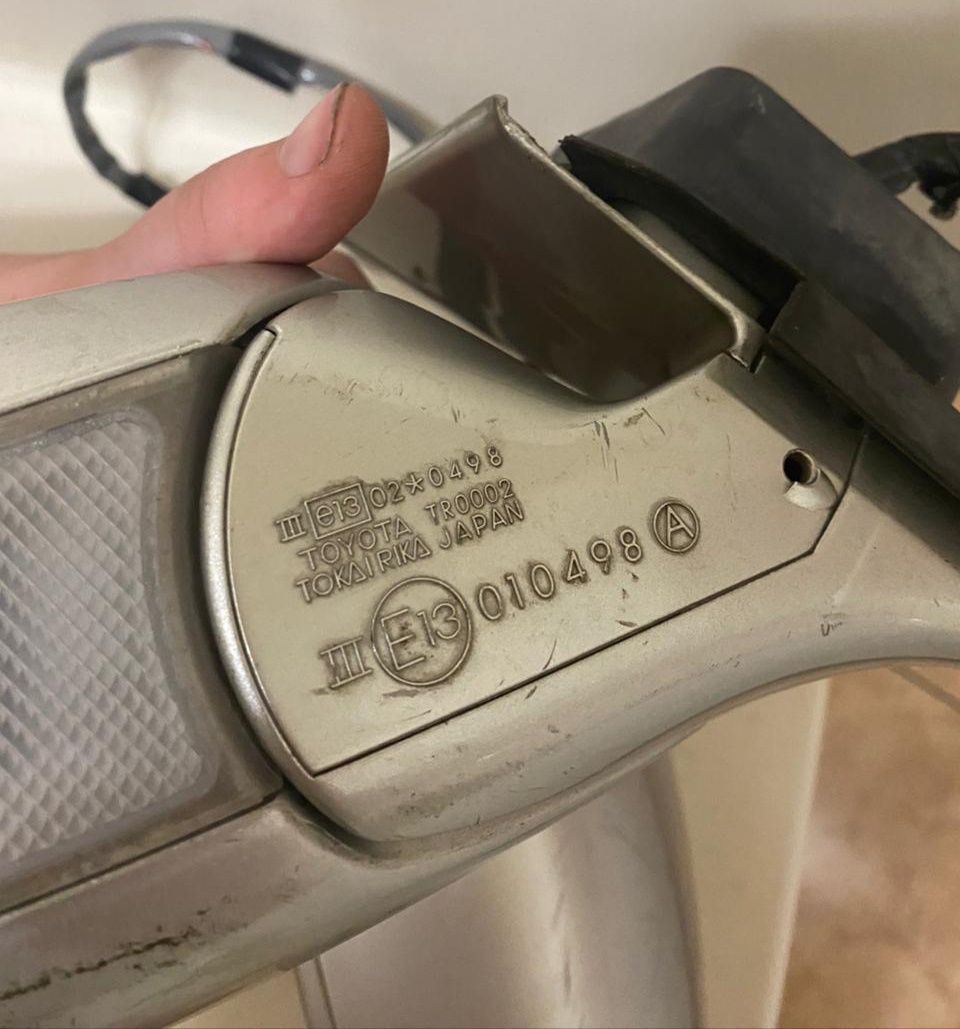 III e13 02*0498
TOYOTA TR0002
TOKAIRIKA JAPAN
III E13 010498 A